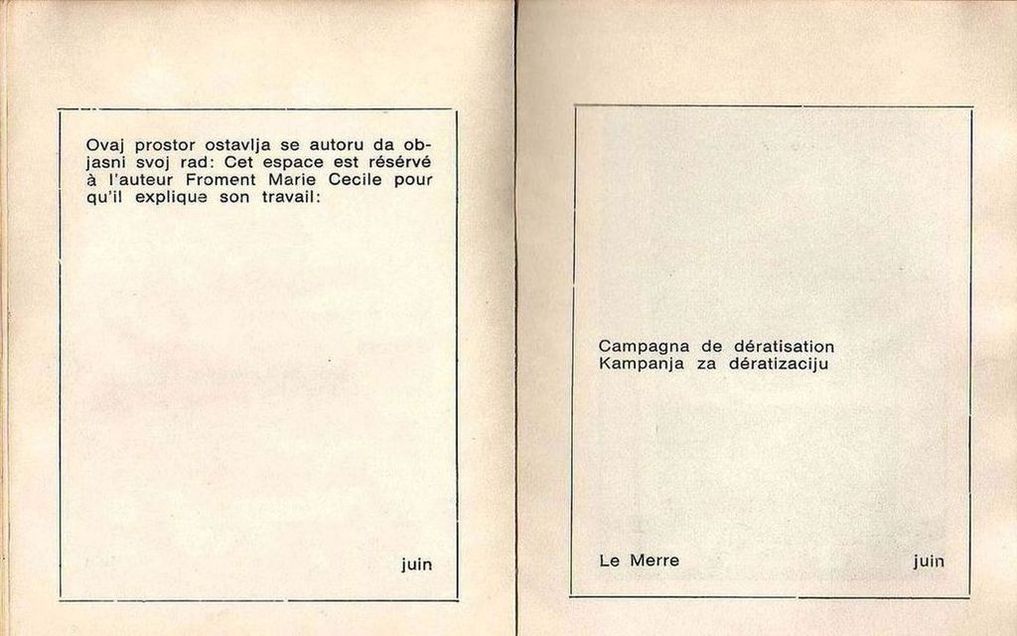 Ovaj prostor ostavlja se autoru da ob-
jasni svoj rad: Cet espace est résérvé
à l'auteur Froment Marie Cecile pour
qu'il explique son travail:
juin
Campagna de dératisation
Kampanja za dératizaciju
Le Merre juin